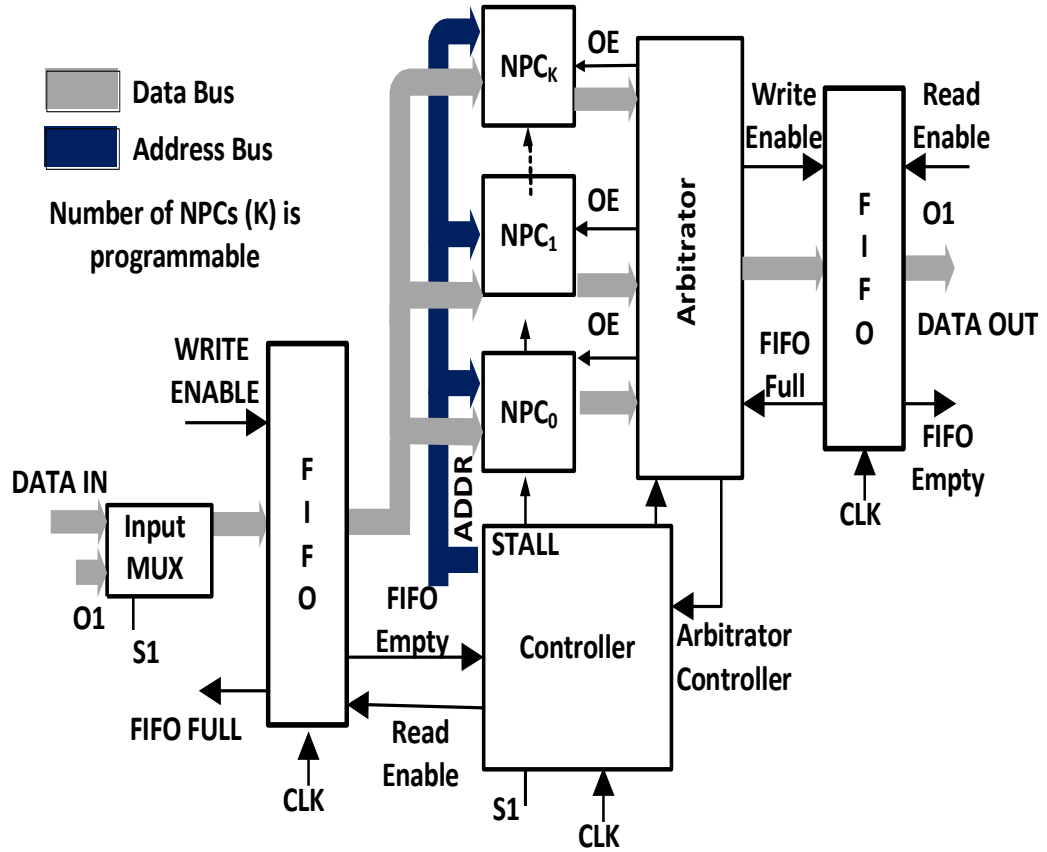 Data Bus
Address Bus
Number of NPCs (K) is
programmable
NPCK
OE
NPC1
OE
NPC0
OE
Arbitrator
Write
Enable
Read
Enable
F
I
F
O
O1
DATA OUT
FIFO
Full
FIFO
Empty
CLK
WRITE
ENABLE
DATA IN
Input
MUX
O1
S1
F
I
F
O
FIFO FULL
CLK
ADDR
FIFO
Empty
Read
Enable
STALL
Controller
Arbitrator
Controller
S1
CLK